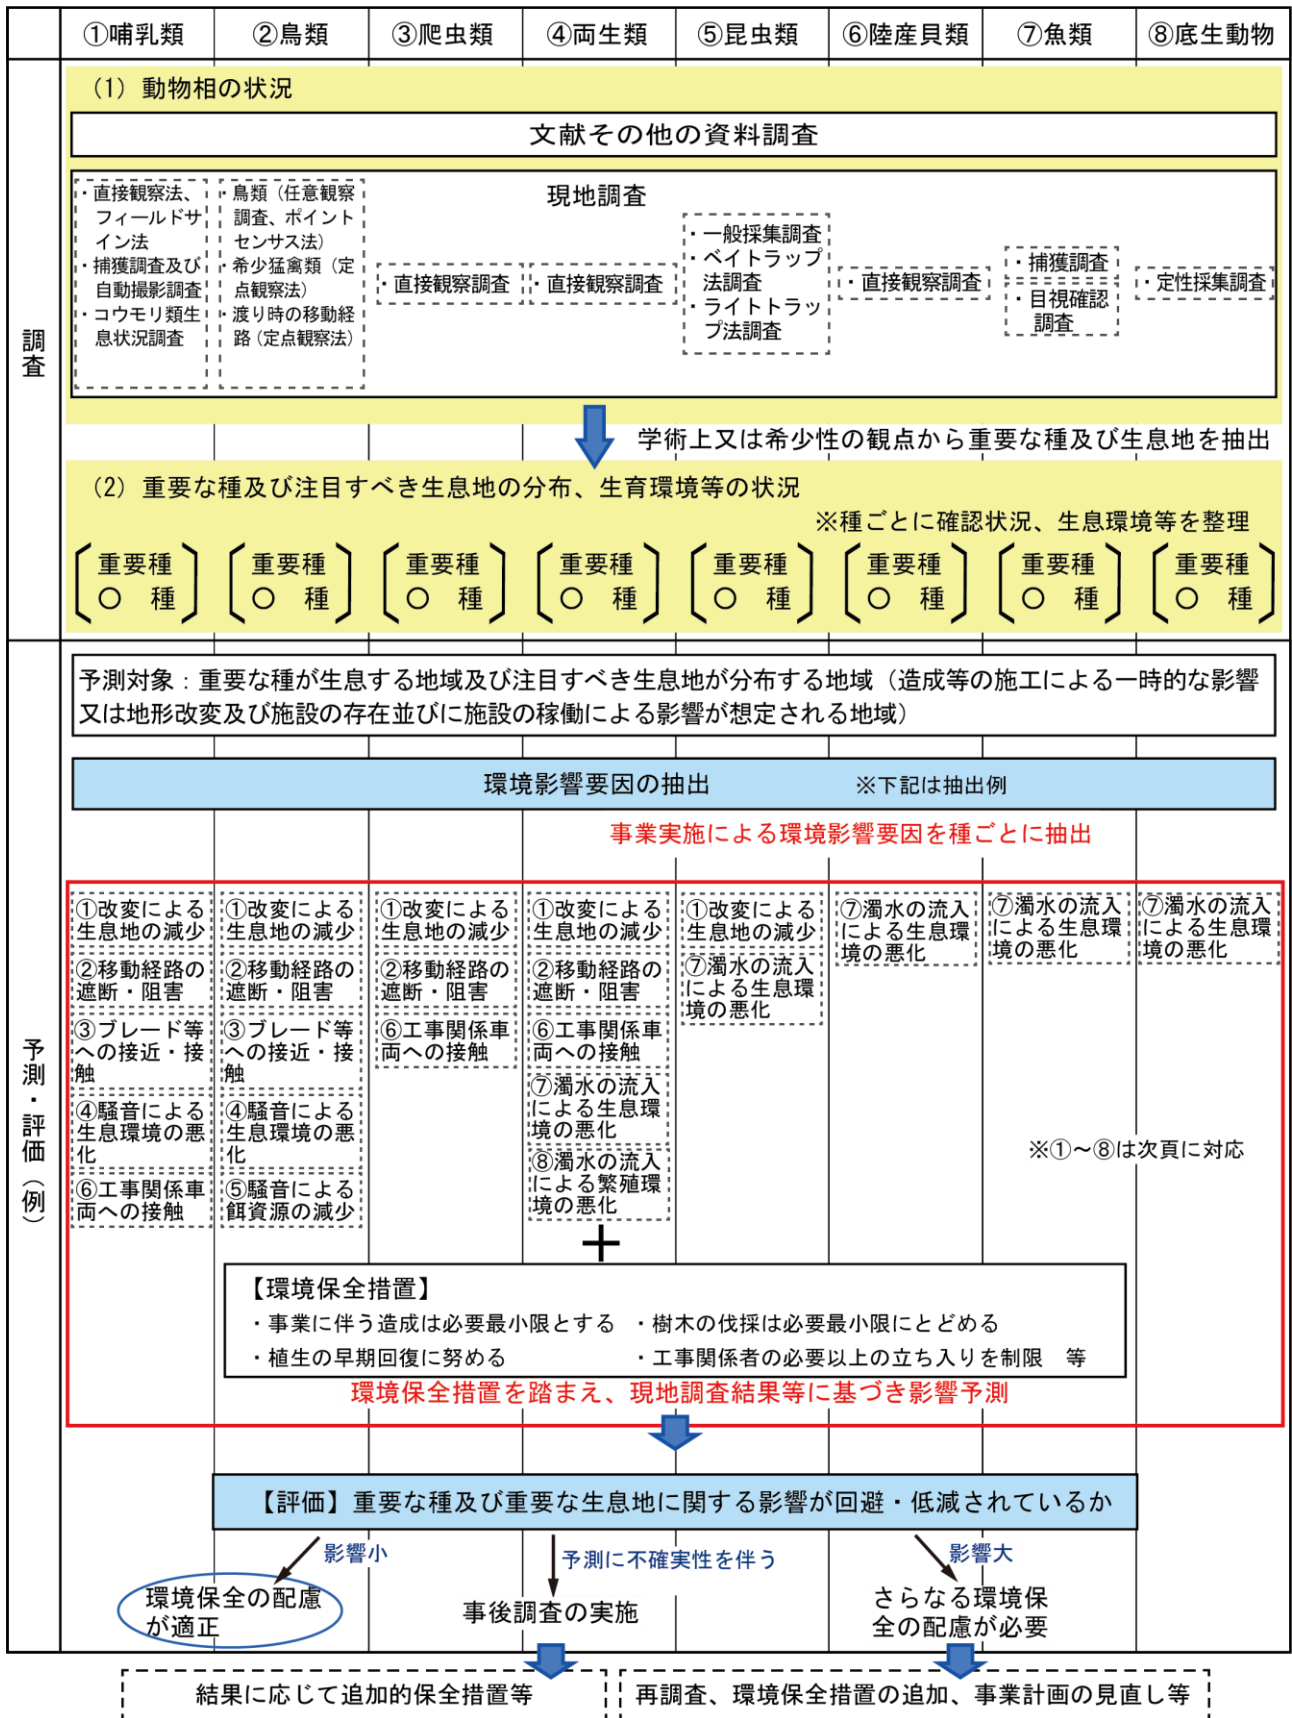 ①哺乳類
②鳥類
③爬虫類
④両生類
⑤昆虫類
⑥陸産貝類
⑦魚類
⑧底生動物
調査
(1) 動物相の状況
文献その他の資料調査
現地調査
・直接観察法、
フィールドサ
イン法
・捕獲調査及び
自動撮影調査
・コウモリ類生
息状況調査
・鳥類(任意観察
調査、ポイント
センサス法)
・希少猛禽類(定
点観察法)
・渡り時の移動経
路(定点観察法)
・直接観察調査
・直接観察調査
・一般採集調査
・ベイトラップ
法調査
・ライトトラッ
プ法調査
・直接観察調査
・捕獲調査
・目視確認
調査
・定性採集調査
学術上又は希少性の観点から重要な種及び生息地を抽出
(2) 重要な種及び注目すべき生息地の分布、生育環境等の状況
※種ごとに確認状況、生息環境等を整理
重要種
○ 種
重要種
○ 種
重要種
○ 種
重要種
○ 種
重要種
○ 種
重要種
○ 種
重要種
○ 種
重要種
○ 種
予測・評価(例)
予測対象:重要な種が生息する地域及び注目すべき生息地が分布する地域(造成等の施工による一時的な影響
又は地形改変及び施設の存在並びに施設の稼働による影響が想定される地域)
環境影響要因の抽出 ※下記は抽出例
事業実施による環境影響要因を種ごとに抽出
①改変による
生息地の減少
②移動経路の
遮断・阻害
③ブレード等
への接近・接
触
④騒音による
生息環境の悪
化
⑥工事関係車
両への接触
①改変による
生息地の減少
②移動経路の
遮断・阻害
③ブレード等
への接近・接
触
④騒音による
生息環境の悪
化
⑤騒音による
餌資源の減少
①改変による
生息地の減少
②移動経路の
遮断・阻害
⑥工事関係車
両への接触
①改変による
生息地の減少
②移動経路の
遮断・阻害
⑥工事関係車
両への接触
⑦濁水の流入
による生息環
境の悪化
⑧濁水の流入
による繁殖環
境の悪化
①改変による
生息地の減少
⑦濁水の流入
による生息環
境の悪化
⑦濁水の流入
による生息環
境の悪化
⑦濁水の流入
による生息環
境の悪化
⑦濁水の流入
による生息環
境の悪化
※①~⑧は次頁に対応
+
【環境保全措置】
・事業に伴う造成は必要最小限とする ・樹木の伐採は必要最小限にとどめる
・植生の早期回復に努める ・工事関係者の必要以上の立ち入りを制限 等
環境保全措置を踏まえ、現地調査結果等に基づき影響予測
【評価】重要な種及び重要な生息地に関する影響が回避・低減されているか
影響小
予測に不確実性を伴う
影響大
環境保全の配慮
が適正
事後調査の実施
さらなる環境保
全の配慮が必要
結果に応じて追加的保全措置等
再調査、環境保全措置の追加、事業計画の見直し等